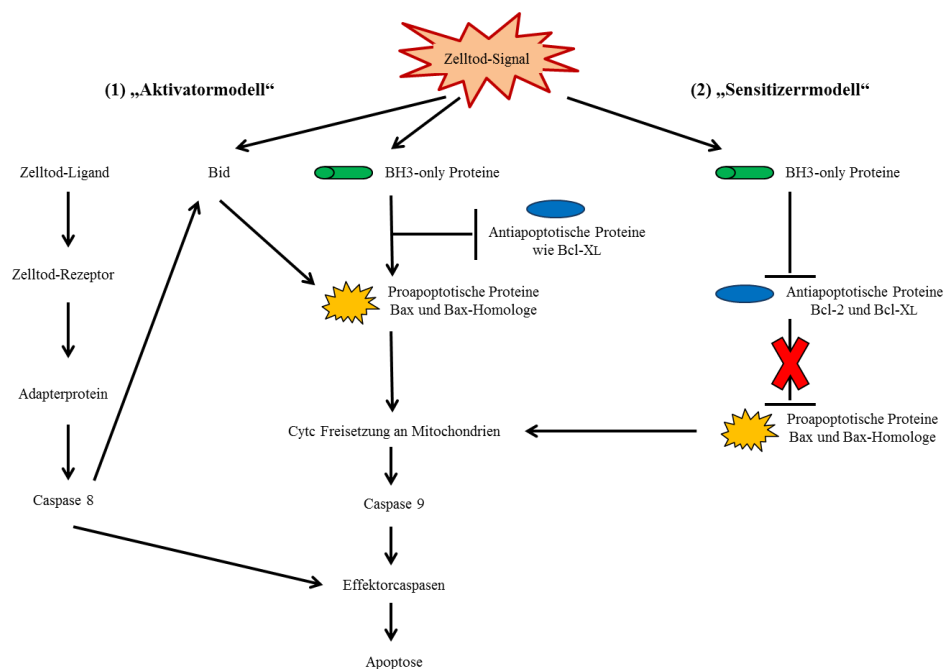 Zelltod-Signal
(1) „Aktivatormodell“
(2) „Sensitizerrmodell“
Zelltod-Ligand
Bid
BH3-only Proteine
BH3-only Proteine
Antiapoptotische Proteine
wie Bcl-XL
Zelltod-Rezeptor
Proapoptotische Proteine
Bax und Bax-Homologe
Antiapoptotische Proteine
Bcl-2 und Bcl-XL
Adapterprotein
Cytc Freisetzung an Mitochondrien
Proapoptotische Proteine
Bax und Bax-Homologe
Caspase 8
Caspase 9
Effektorcaspasen
Apoptose